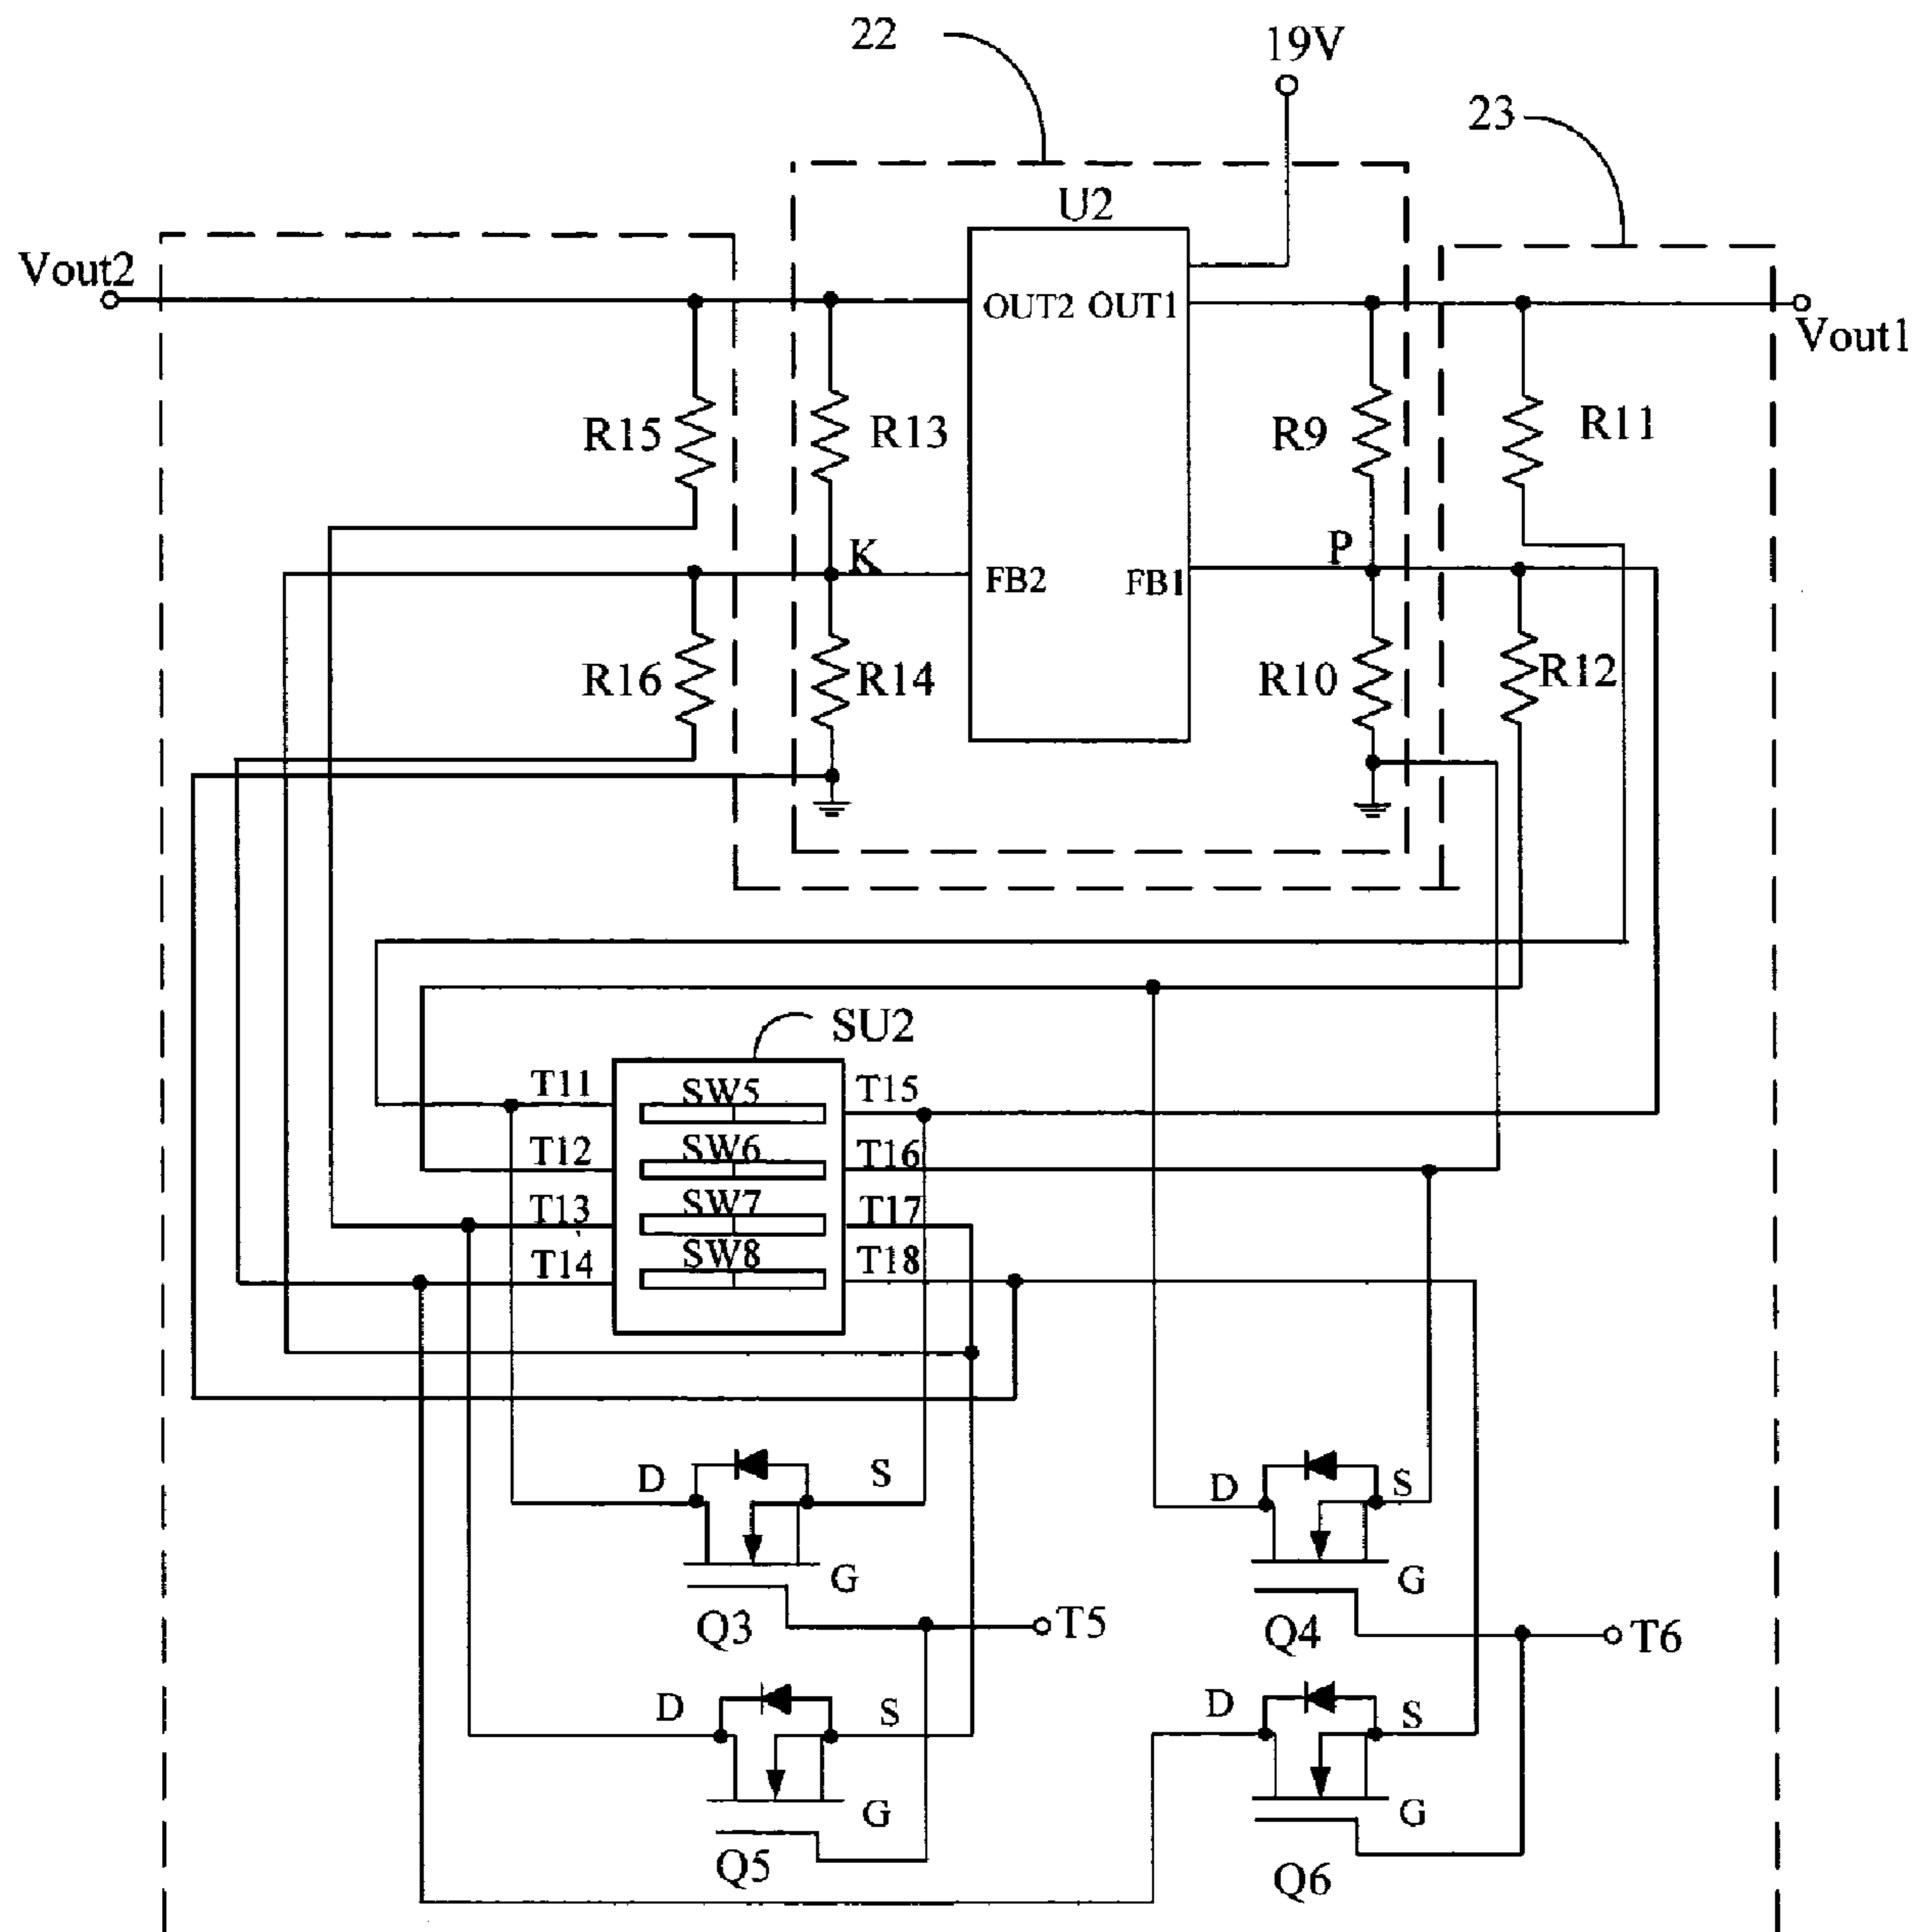 22
19V
23
U2
Vout2
OUT2 OUT1
Vout1
R15
R13
R9
R11
K
P
FB2
FB1
R16
R14
R10
R12
SU2
T11
SW5
T15
T12
SW6
T16
T13
SW7
T17
T14
SW8
T18
D
S
D
S
G
G
Q3
T5
Q4
T6
D
S
D
S
G
G
Q5
Q6